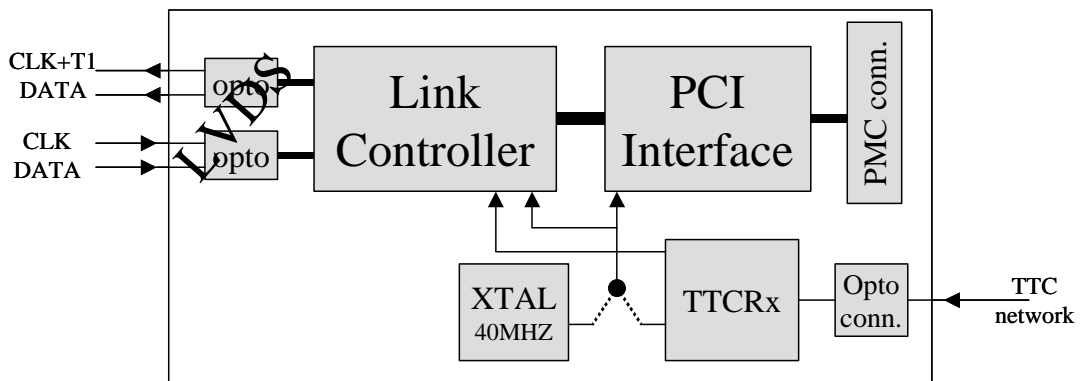 CLK+T1
DATA
CLK
DATA
opto
opto
LVDS
Link
Controller
PCI
Interface
PMC conn.
XTAL
40MHZ
TTCRx
Opto
conn.
TTC
network